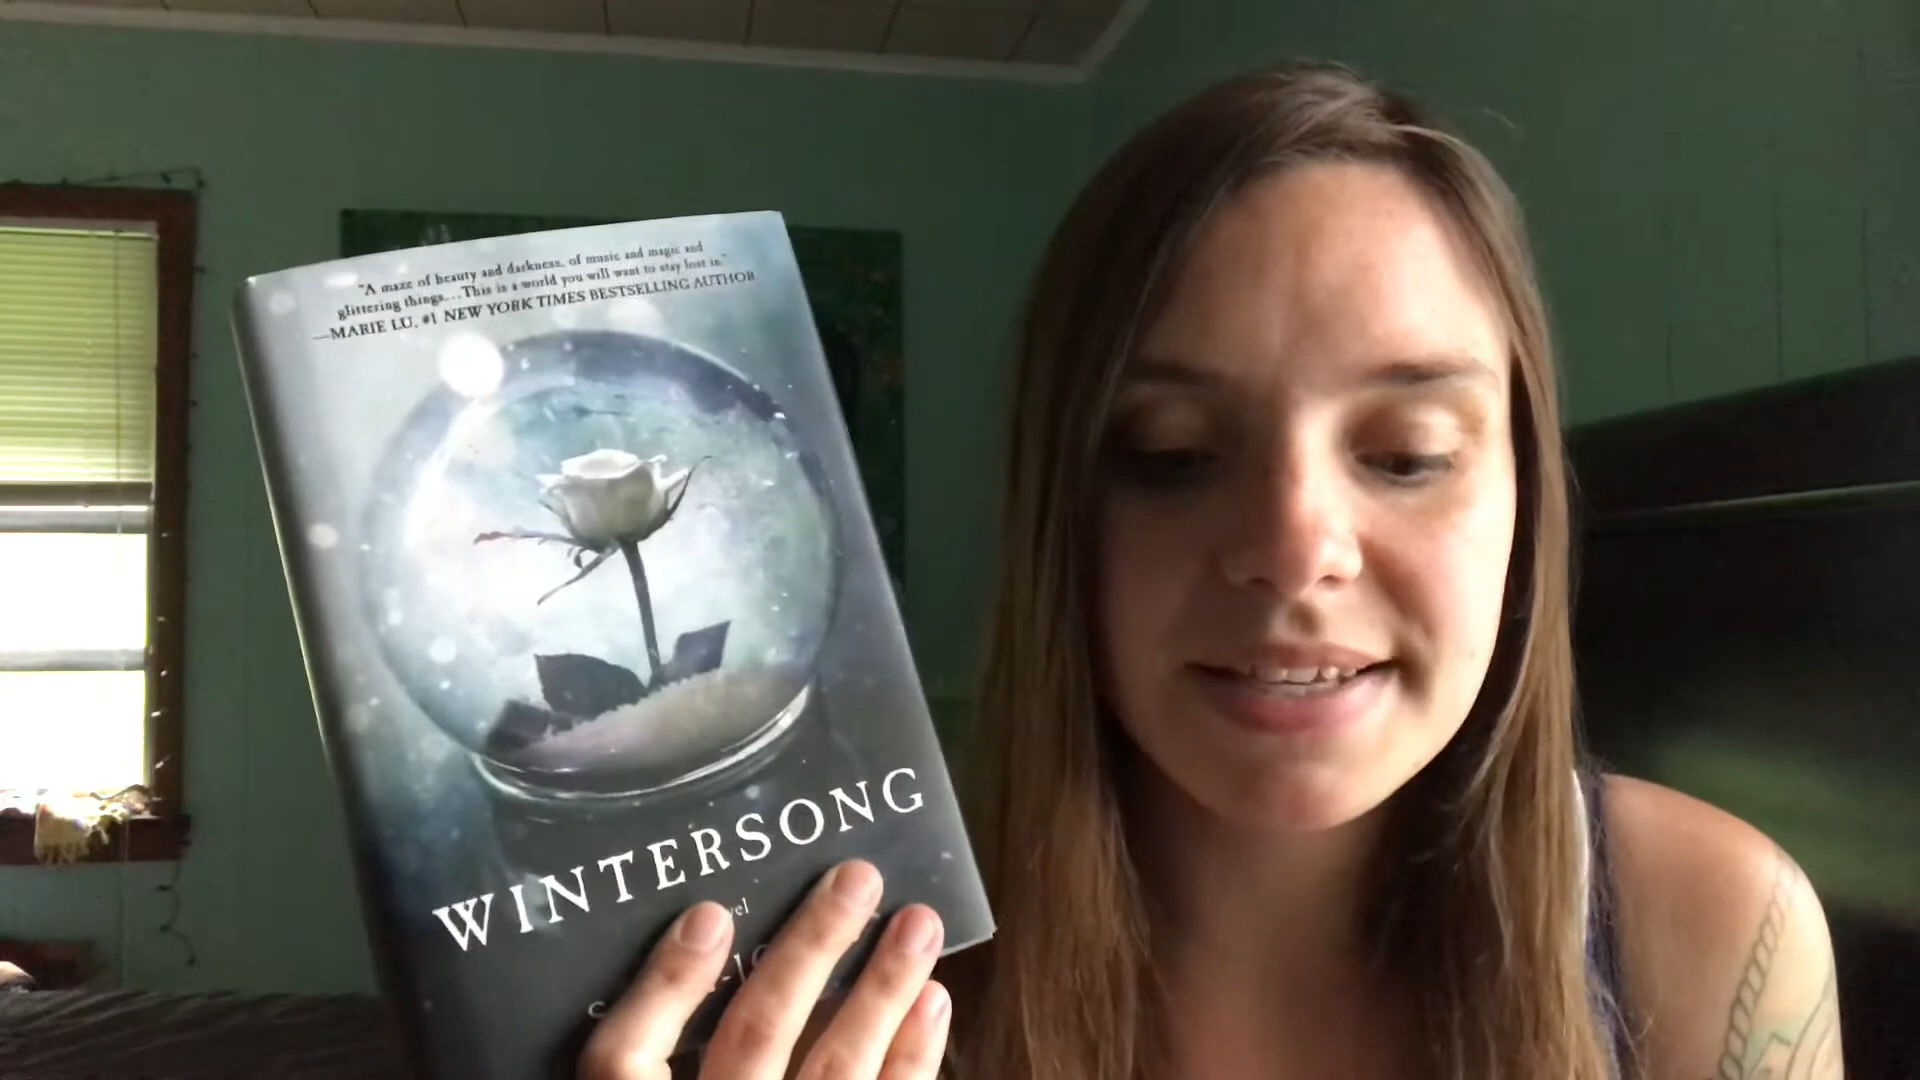 "A maze of beauty and darkness, of music and magic and
glittering things...This is a world you will want to stay lost in."
—MARIE LU, #1 NEW YORK TIMES BESTSELLING AUTHOR
WINTERSONG